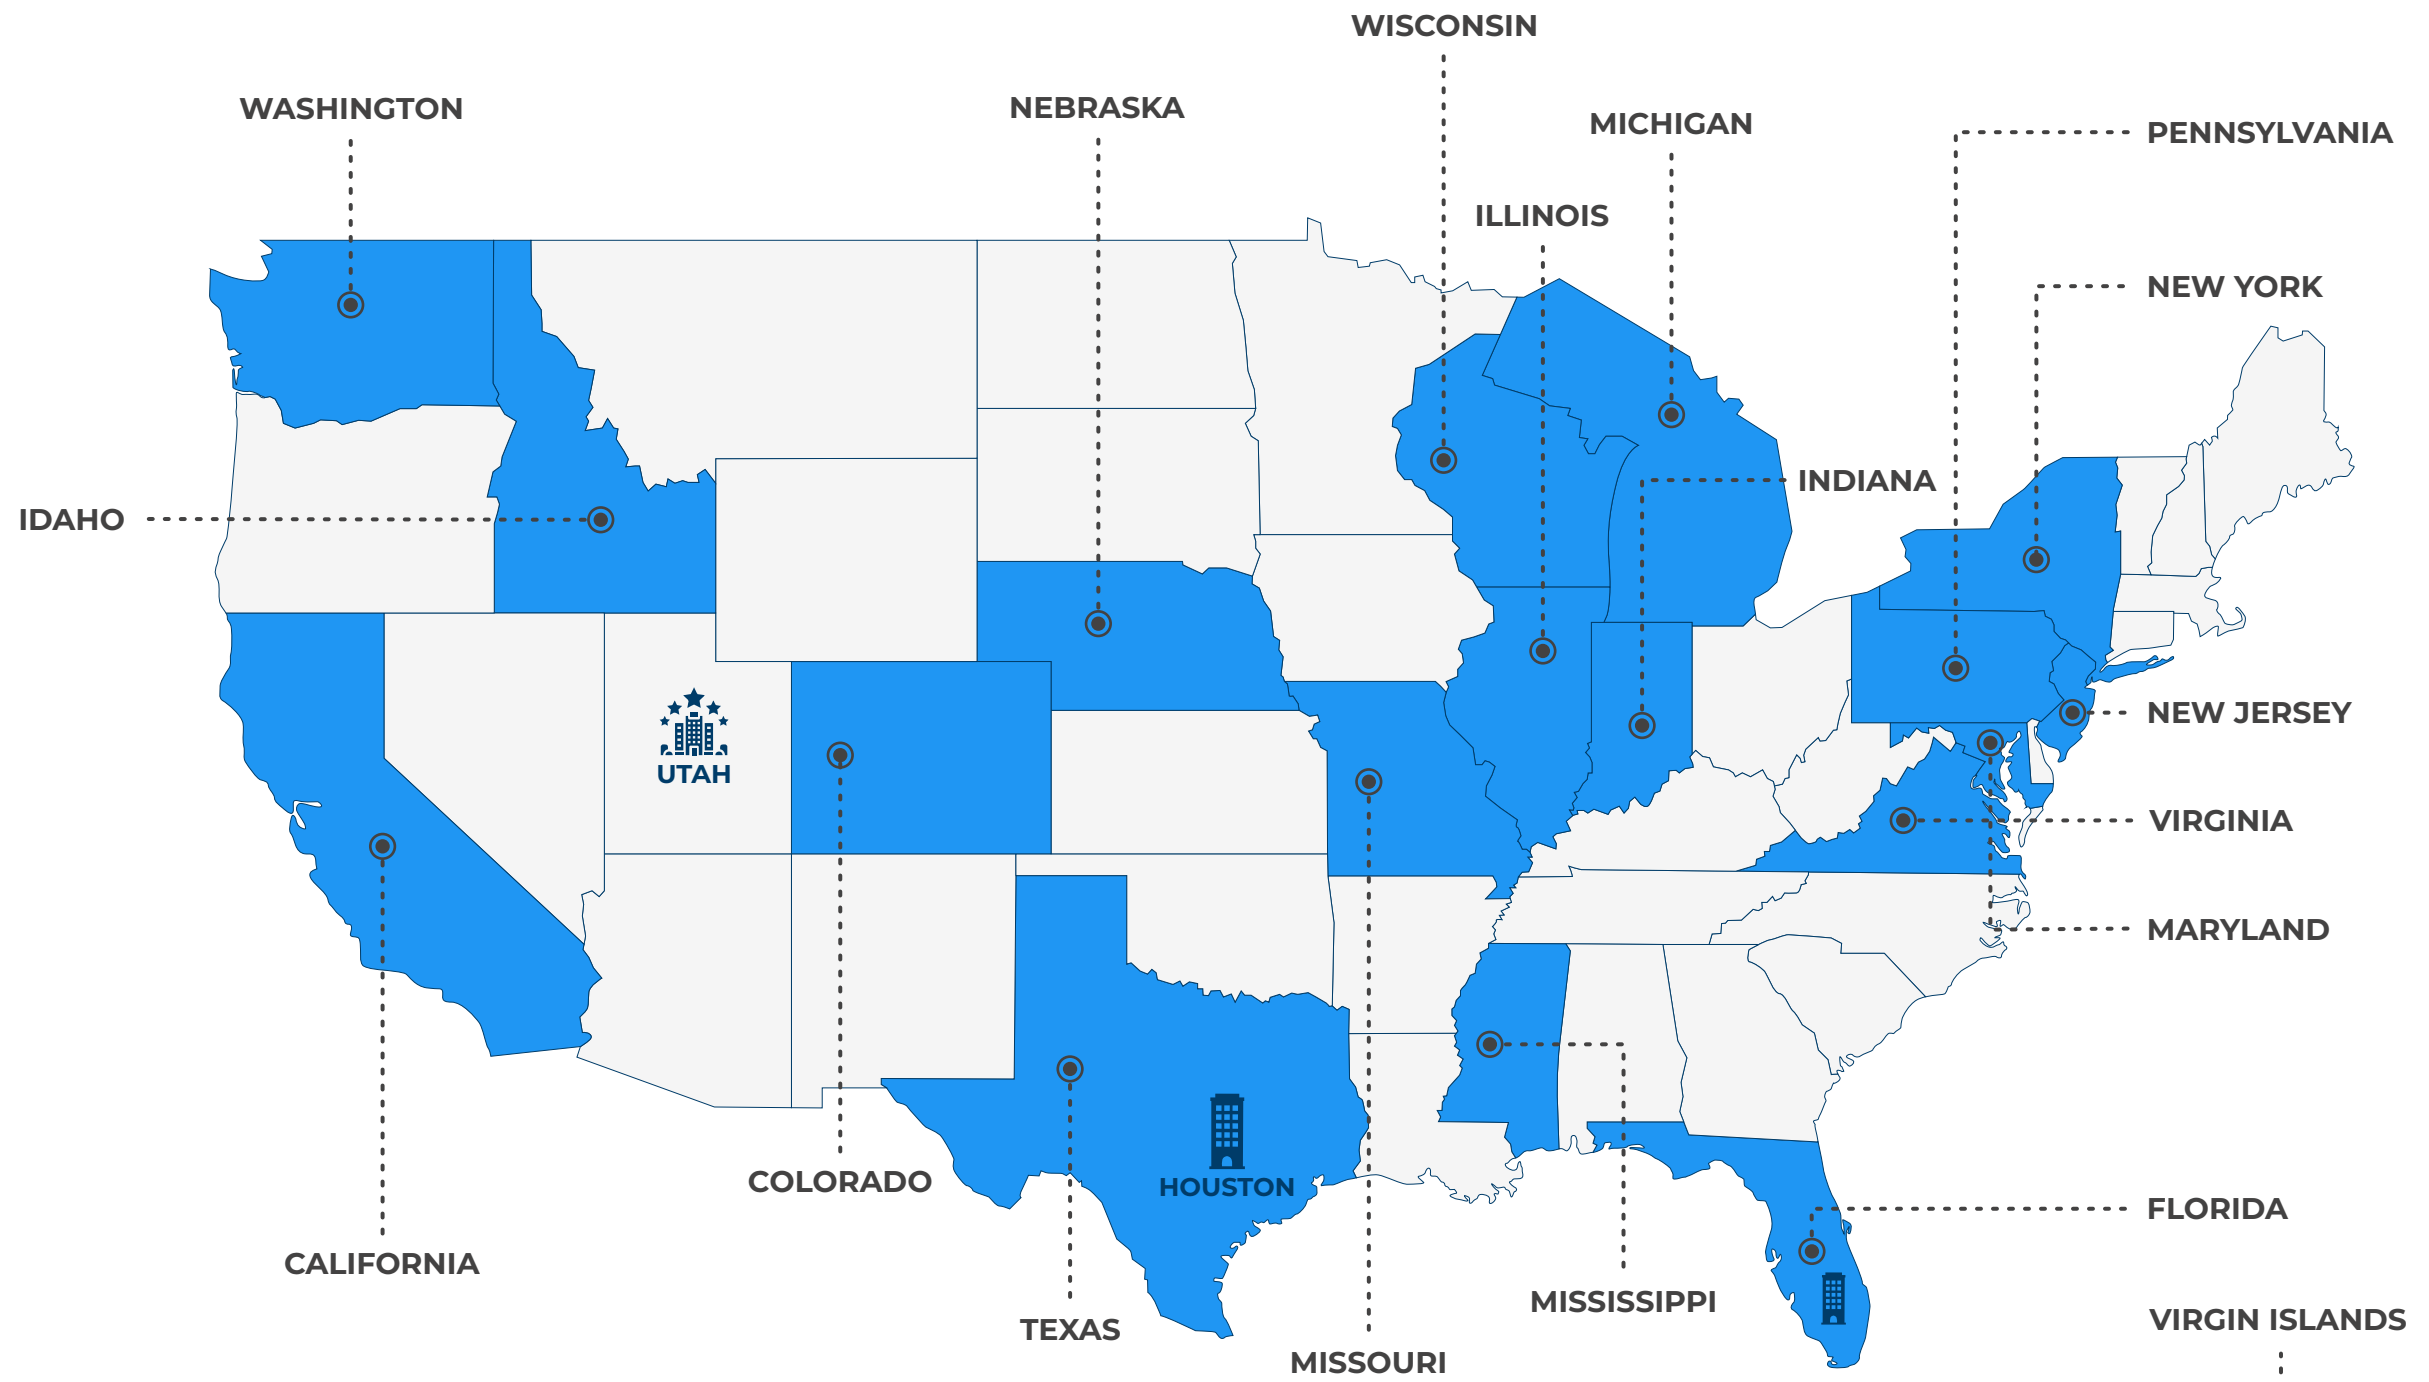 WISCONSIN
WASHINGTON
NEBRASKA
MICHIGAN
PENNSYLVANIA
ILLINOIS
NEW YORK
INDIANA
IDAHO
NEW JERSEY
UTAH
VIRGINIA
MARYLAND
COLORADO
HOUSTON
FLORIDA
CALIFORNIA
MISSISSIPPI
VIRGIN ISLANDS
TEXAS
MISSOURI